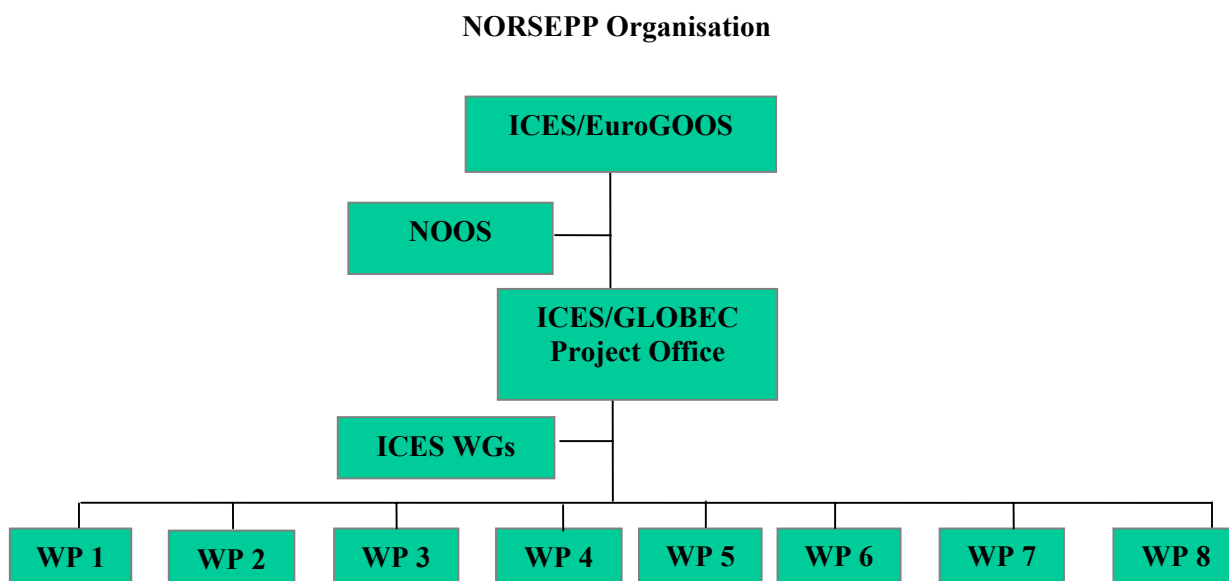 NORSEPP Organisation
ICES/EuroGOOS
NOOS
ICES/GLOBEC
Project Office
ICES WGs
WP 1
WP 2
WP 3
WP 4
WP 5
WP 6
WP 7
WP 8